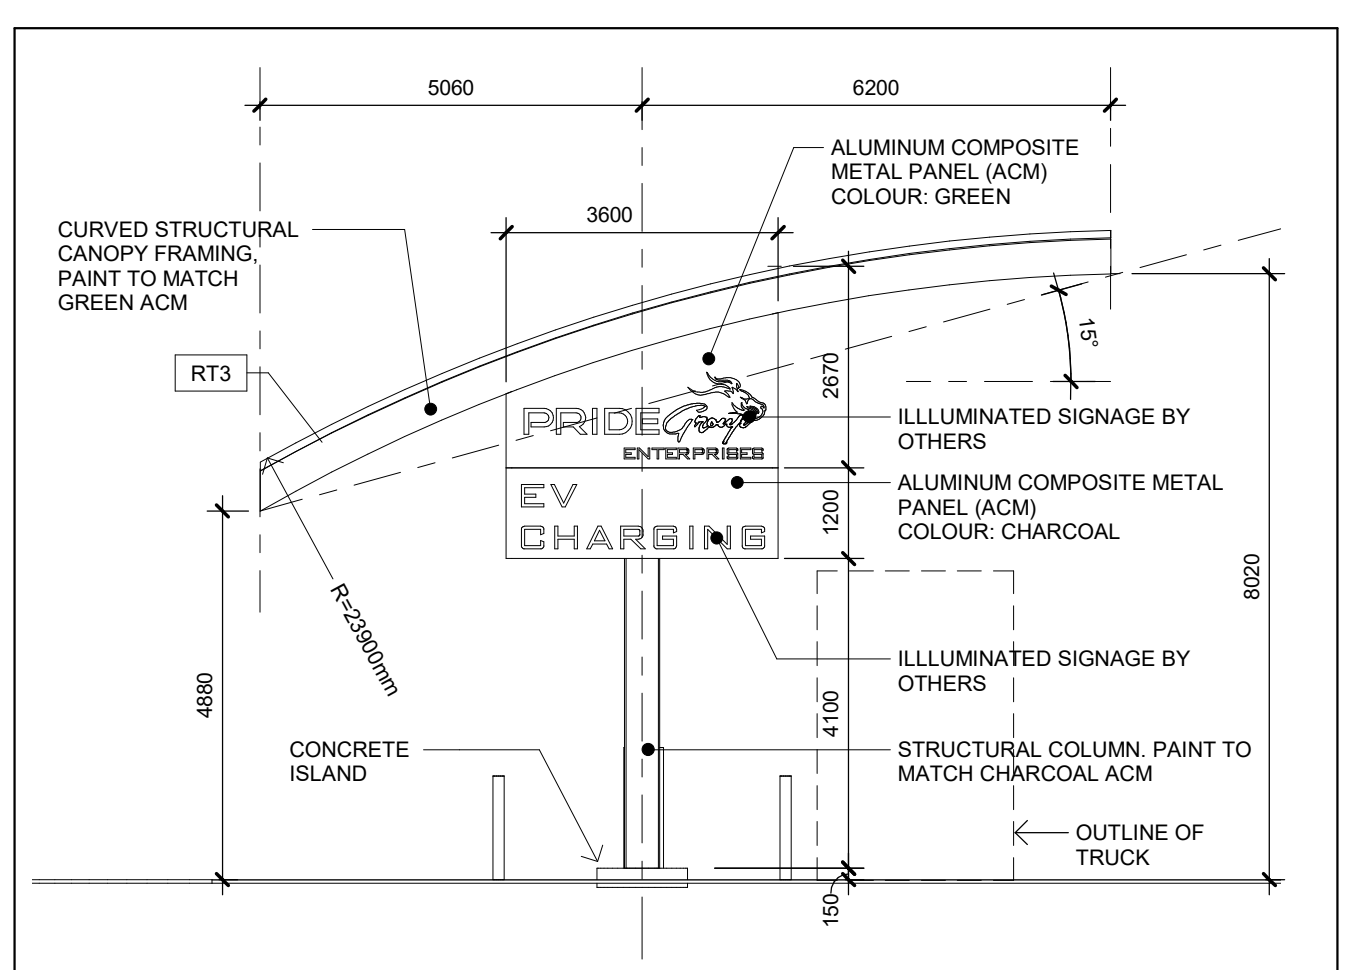 5060
6200
ALUMINUM COMPOSITE
METAL PANEL (ACM)
COLOUR: GREEN
3600
CURVED STRUCTURAL
CANOPY FRAMING,
PAINT TO MATCH
GREEN ACM
15°
RT3
2670
PRIDE Group
ENTERPRISES
ILLLUMINATED SIGNAGE BY
OTHERS
ALUMINUM COMPOSITE METAL
PANEL (ACM)
COLOUR: CHARCOAL
EV
CHARGING
1200
8020
R=23900mm
ILLLUMINATED SIGNAGE BY
OTHERS
4880
4100
CONCRETE
ISLAND
STRUCTURAL COLUMN. PAINT TO
MATCH CHARCOAL ACM
OUTLINE OF
TRUCK
150